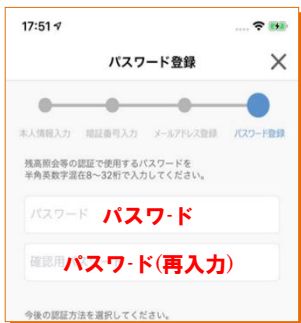 17:51
パスワード登録
本人情報入力 暗証番号入力 メールアドレス登録 パスワード登録
残高照会等の認証で使用するパスワードを
半角英数字混在8〜32桁で入力してください。
パスワード パスワ-ド
確認用 パスワ-ド(再入力)
今後の認証方法を選択してください。